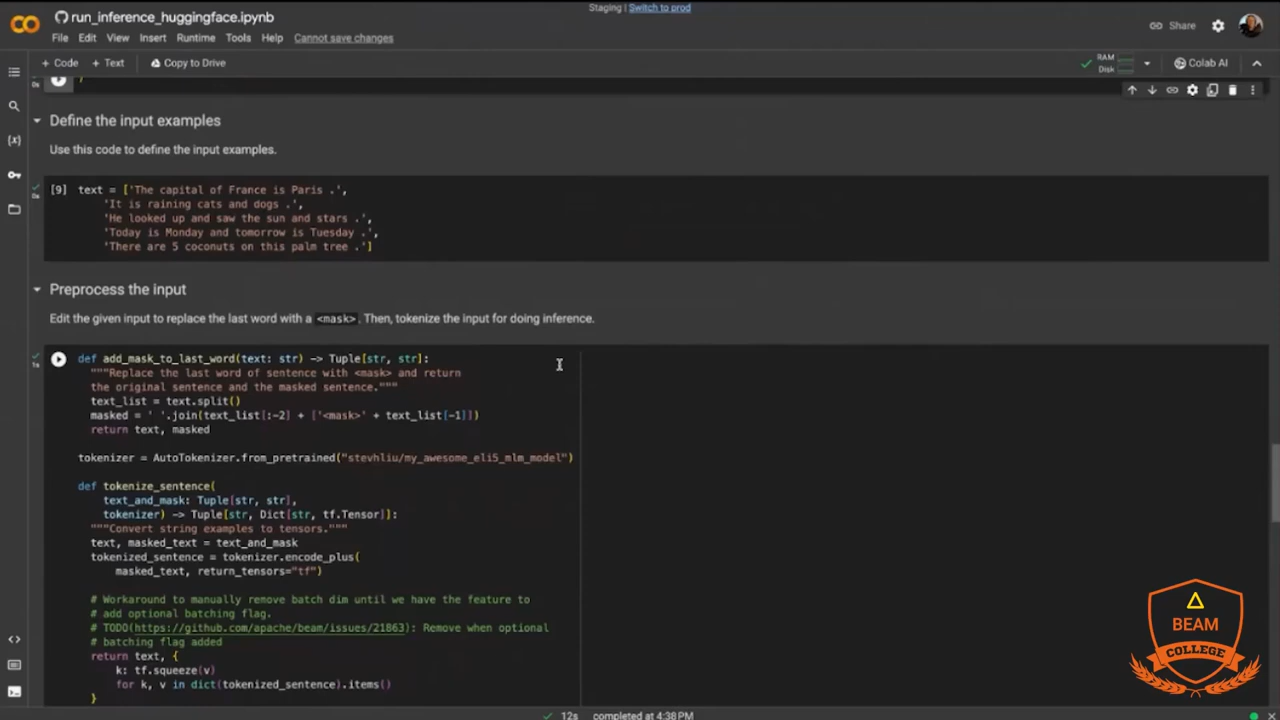 Staging | Switch to prod
run_inference_huggingface.ipynb
File Edit View Insert Runtime Tools Help Cannot save changes
Share
+ Code + Text Copy to Drive
RAM
Disk
Colab AI
0s
Define the input examples
Use this code to define the input examples.
[9] text = ['The capital of France is Paris .',
0s
'It is raining cats and dogs .',
'He looked up and saw the sun and stars .',
'Today is Monday and tomorrow is Tuesday .',
'There are 5 coconuts on this palm tree .']
Preprocess the input
Edit the given input to replace the last word with a <mask>. Then, tokenize the input for doing inference.
1s
def add_mask_to_last_word(text: str) -> Tuple[str, str]:
"""Replace the last word of sentence with <mask> and return
the original sentence and the masked sentence."""
text_list = text.split()
masked = ' '.join(text_list[:-2] + ['<mask>' + text_list[-1]])
return text, masked
tokenizer = AutoTokenizer.from_pretrained("stevhliu/my_awesome_eli5_mlm_model")
def tokenize_sentence(
text_and_mask: Tuple[str, str],
tokenizer) -> Tuple[str, Dict[str, tf.Tensor]]:
"""Convert string examples to tensors."""
text, masked_text = text_and_mask
tokenized_sentence = tokenizer.encode_plus(
masked_text, return_tensors="tf")
# Workaround to manually remove batch dim until we have the feature to
# add optional batching flag.
# TODO(https://github.com/apache/beam/issues/21863): Remove when optional
# batching flag added
return text, {
k: tf.squeeze(v)
for k, v in dict(tokenized_sentence).items()
}
BEAM
COLLEGE
12s completed at 4:38 PM